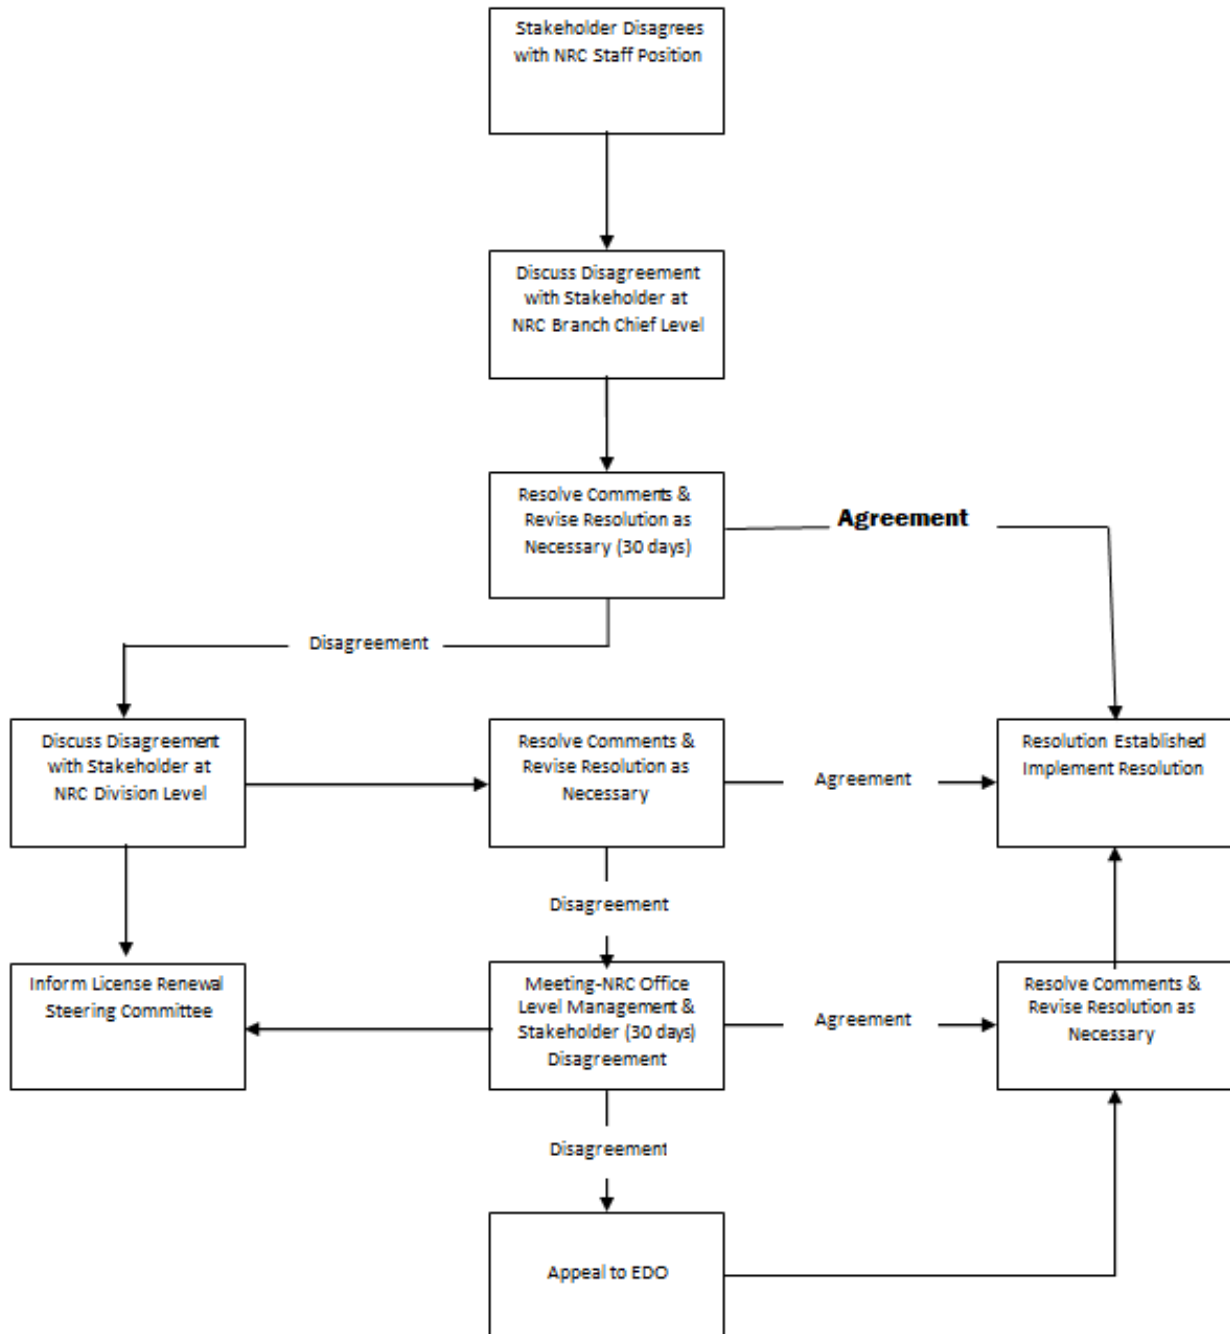 Stakeholder Disagrees
with NRC Staff Position
Discuss Disagreement
with Stakeholder at
NRC Branch Chief Level
Resolve Comments &
Revise Resolution as
Necessary (30 days)
Agreement
Disagreement
Discuss Disagreement
with Stakeholder at
NRC Division Level
Resolve Comments &
Revise Resolution as
Necessary
Agreement
Resolution Established
Implement Resolution
Disagreement
Inform License Renewal
Steering Committee
Meeting-NRC Office
Level Management &
Stakeholder (30 days)
Disagreement
Agreement
Resolve Comments &
Revise Resolution as
Necessary
Disagreement
Appeal to EDO